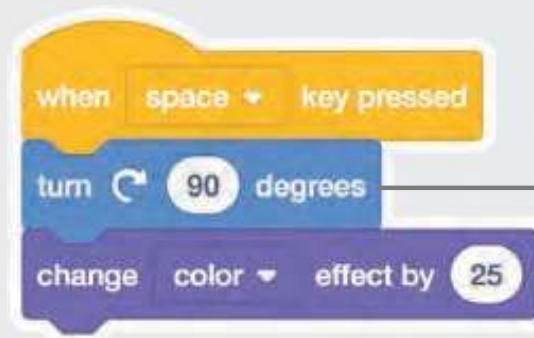 when space key pressed
turn 90 degrees
change color effect by 25